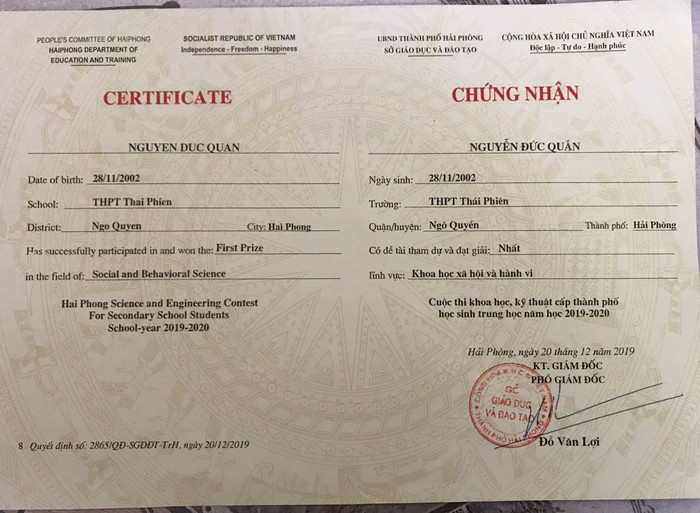 PEOPLE'S COMMITTEE OF HAIPHONG
HAIPHONG DEPARTMENT OF
EDUCATION AND TRAINING
SOCIALIST REPUBLIC OF VIETNAM
Independence - Freedom - Happiness
CERTIFICATE
NGUYEN DUC QUAN
Date of birth: 28/11/2002
School: THPT Thai Phien
District: Ngo Quyen City: Hai Phong
Has successfully participated in and won the: First Prize
in the field of: Social and Behavioral Science
Hai Phong Science and Engineering Contest
For Secondary School Students
School-year 2019-2020
8 Quyết định số: 2865/QĐ-SGDĐT-TrH, ngày 20/12/2019
UBND THÀNH PHỐ HẢI PHÒNG
SỞ GIÁO DỤC VÀ ĐÀO TẠO
CỘNG HÒA XÃ HỘI CHỦ NGHĨA VIỆT NAM
Độc lập - Tự do - Hạnh phúc
CHỨNG NHẬN
NGUYỄN ĐỨC QUÂN
Ngày sinh: 28/11/2002
Trường: THPT Thái Phiên
Quận/huyện: Ngô Quyền Thành phố: Hải Phòng
Có đề tài tham dự và đạt giải: Nhất
lĩnh vực: Khoa học xã hội và hành vi
Cuộc thi khoa học, kỹ thuật cấp thành phố
học sinh trung học năm học 2019-2020
Hải Phòng, ngày 20 tháng 12 năm 2019
KT. GIÁM ĐỐC
PHÓ GIÁM ĐỐC
SỞ
GIÁO DỤC
VÀ ĐÀO TẠO
THÀNH PHỐ HẢI PHÒNG
Đỗ Văn Lợi